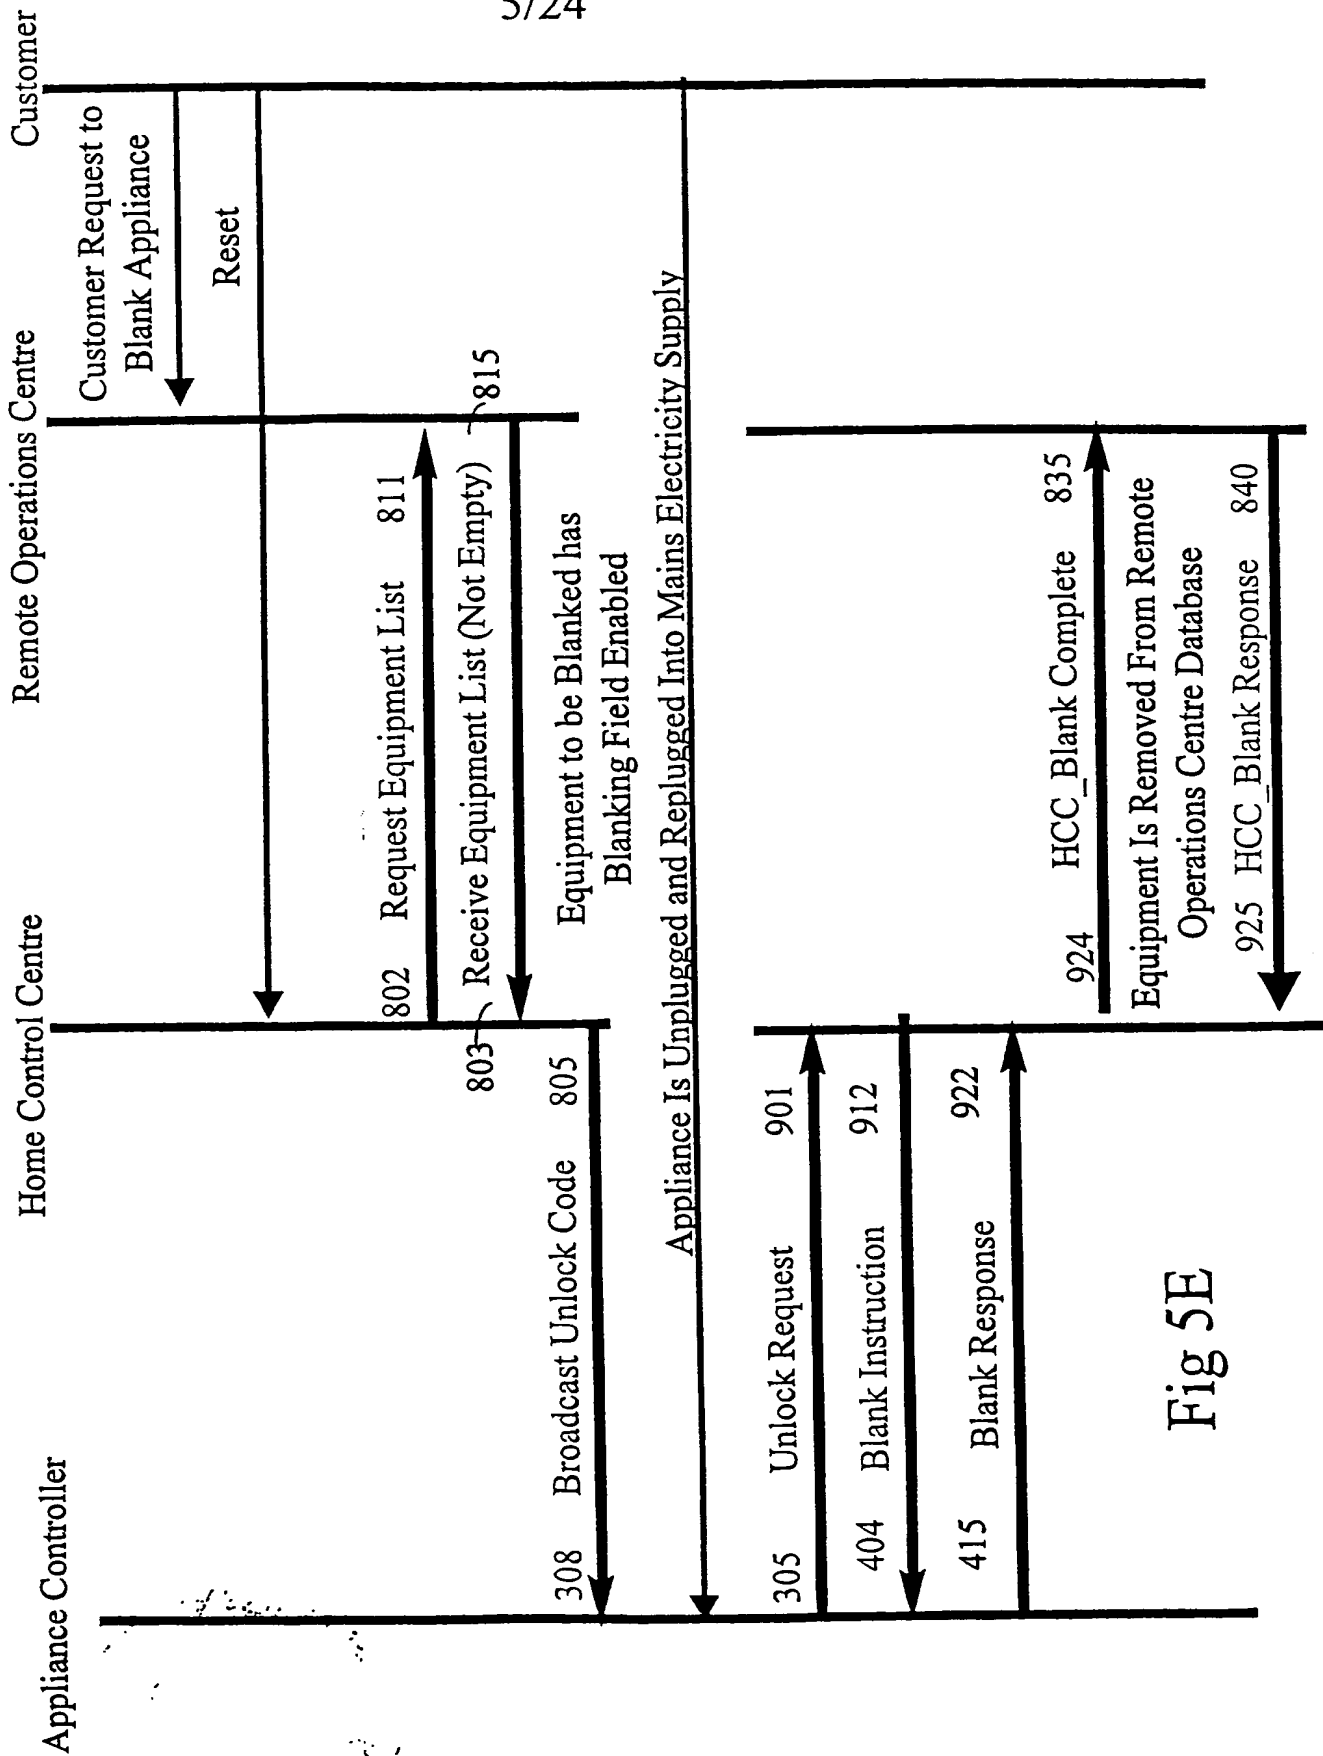 5/24
Appliance Controller
Home Control Centre
Remote Operations Centre
Customer
Customer Request to
Blank Appliance
Reset
802 Request Equipment List 811
803 Receive Equipment List (Not Empty) 815
Equipment to be Blanked has
Blanking Field Enabled
308 Broadcast Unlock Code 805
Appliance Is Unplugged and Replugged Into Mains Electricity Supply
305 Unlock Request 901
404 Blank Instruction 912
415 Blank Response 922
924 HCC_Blank Complete 835
Equipment Is Removed From Remote
Operations Centre Database
925 HCC_Blank Response 840
Fig 5E